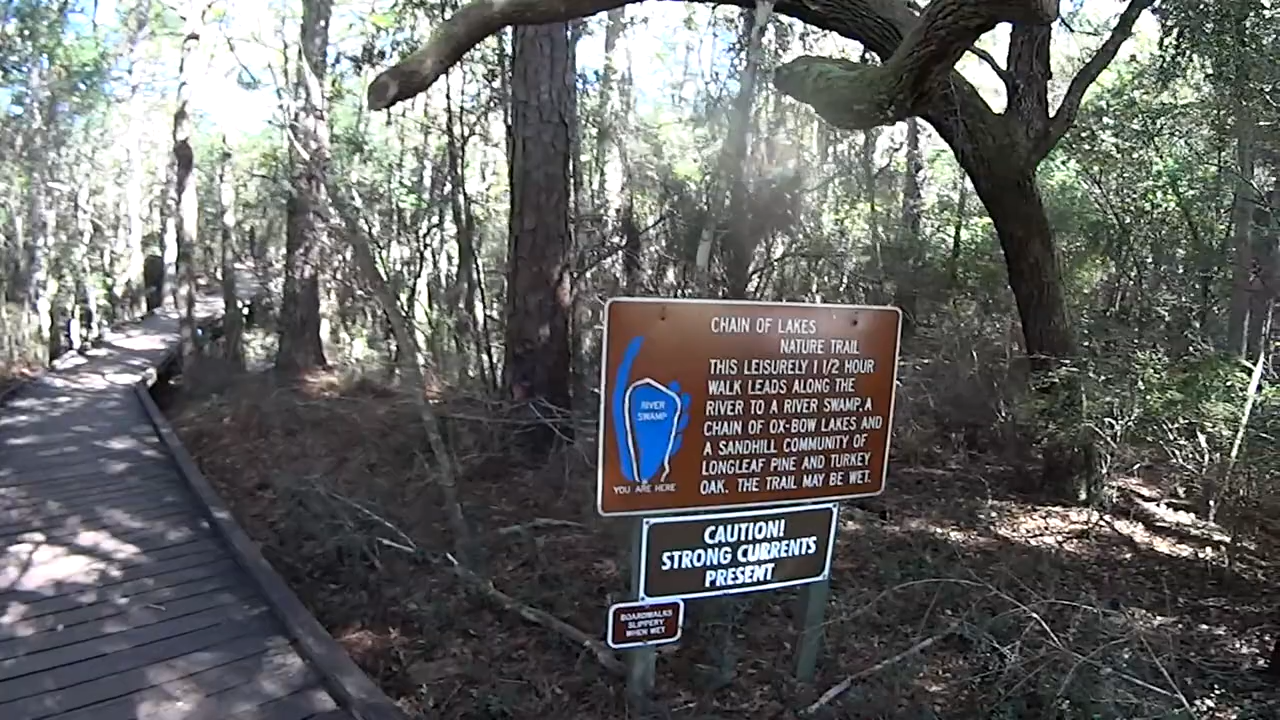 CHAIN OF LAKES
NATURE TRAIL
THIS LEISURELY 1 1/2 HOUR
WALK LEADS ALONG THE
RIVER TO A RIVER SWAMP, A
CHAIN OF OX-BOW LAKES AND
A SANDHILL COMMUNITY OF
LONGLEAF PINE AND TURKEY
OAK. THE TRAIL MAY BE WET.
RIVER
SWAMP
YOU ARE HERE
CAUTION!
STRONG CURRENTS
PRESENT
BOARDWALKS
SLIPPERY
WHEN WET